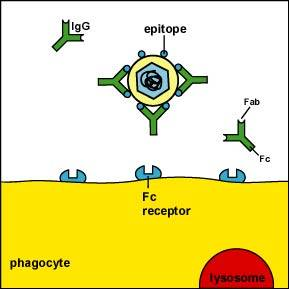 IgG
epitope
Fab
Fc
Fc
receptor
phagocyte
lysosome